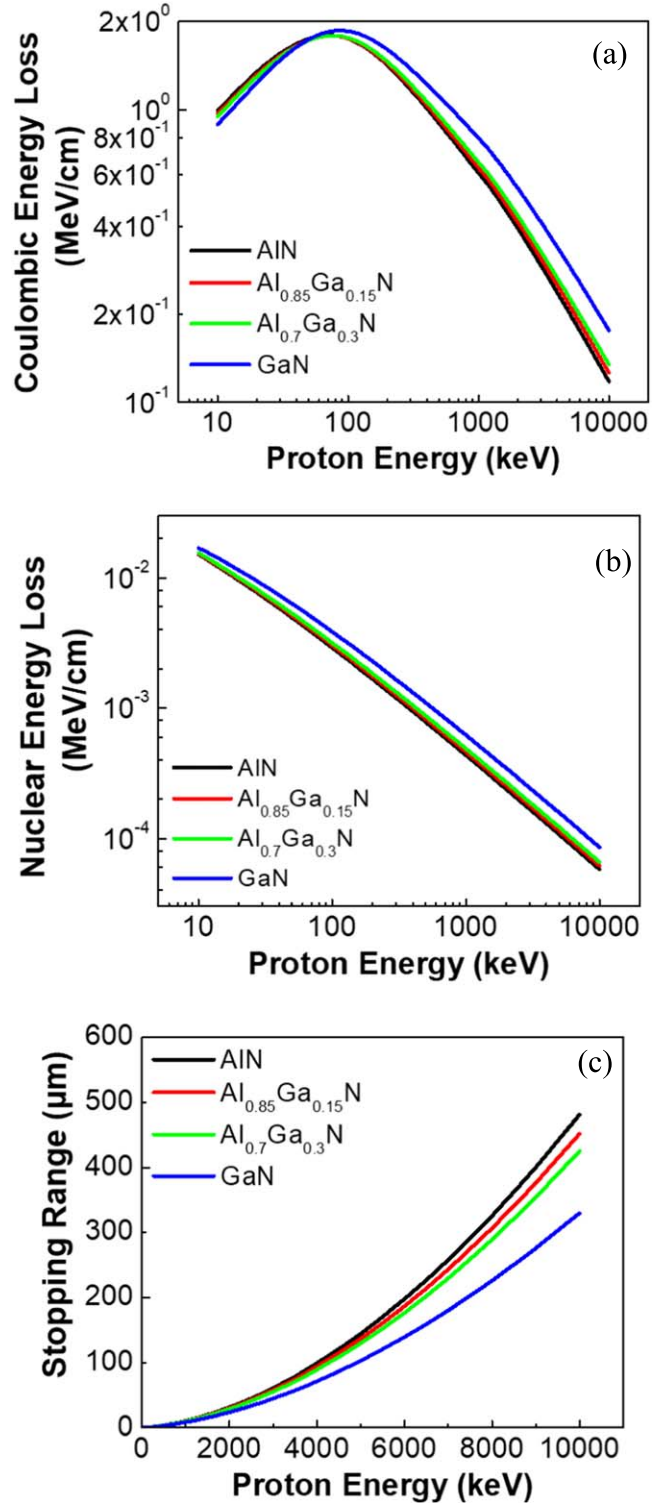 (a)
Coulombic Energy Loss
(MeV/cm)
2x10⁰
10⁰
8x10⁻¹
6x10⁻¹
4x10⁻¹
2x10⁻¹
10⁻¹
AlN
Al₀.₈₅Ga₀.₁₅N
Al₀.₇Ga₀.₃N
GaN
10 100 1000 10000
Proton Energy (keV)
(b)
Nuclear Energy Loss
(MeV/cm)
10⁻²
10⁻³
10⁻⁴
AlN
Al₀.₈₅Ga₀.₁₅N
Al₀.₇Ga₀.₃N
GaN
10 100 1000 10000
Proton Energy (keV)
(c)
Stopping Range (μm)
600
500
400
300
200
100
0
AlN
Al₀.₈₅Ga₀.₁₅N
Al₀.₇Ga₀.₃N
GaN
0 2000 4000 6000 8000 10000
Proton Energy (keV)